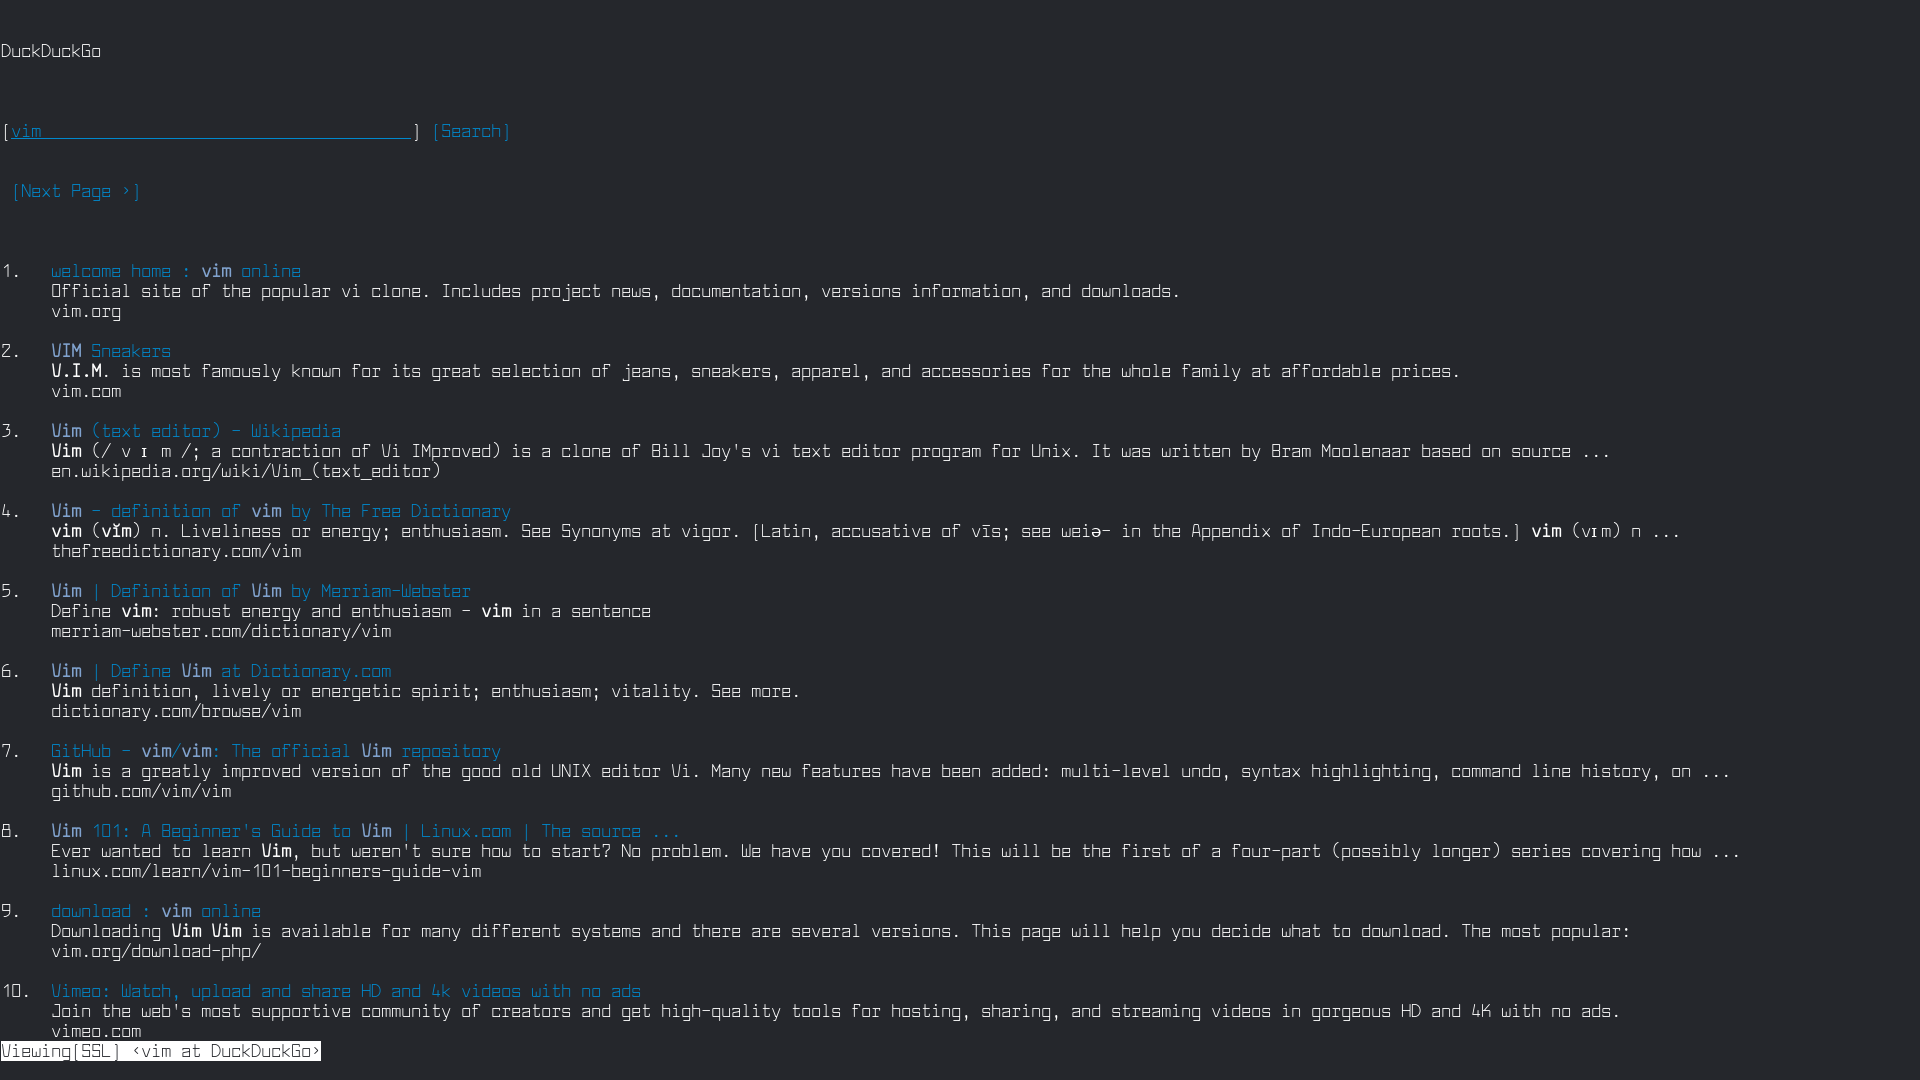 DuckDuckGo
[vim                                     ] [Search]
[Next Page >]
1. welcome home : vim online
Official site of the popular vi clone. Includes project news, documentation, versions information, and downloads.
vim.org
2. VIM Sneakers
V.I.M. is most famously known for its great selection of jeans, sneakers, apparel, and accessories for the whole family at affordable prices.
vim.com
3. Vim (text editor) - Wikipedia
Vim (/ v ɪ m /; a contraction of Vi IMproved) is a clone of Bill Joy's vi text editor program for Unix. It was written by Bram Moolenaar based on source ...
en.wikipedia.org/wiki/Vim_(text_editor)
4. Vim - definition of vim by The Free Dictionary
vim (vĭm) n. Liveliness or energy; enthusiasm. See Synonyms at vigor. [Latin, accusative of vīs; see weiə- in the Appendix of Indo-European roots.] vim (vɪm) n ...
thefreedictionary.com/vim
5. Vim | Definition of Vim by Merriam-Webster
Define vim: robust energy and enthusiasm - vim in a sentence
merriam-webster.com/dictionary/vim
6. Vim | Define Vim at Dictionary.com
Vim definition, lively or energetic spirit; enthusiasm; vitality. See more.
dictionary.com/browse/vim
7. GitHub - vim/vim: The official Vim repository
Vim is a greatly improved version of the good old UNIX editor Vi. Many new features have been added: multi-level undo, syntax highlighting, command line history, on ...
github.com/vim/vim
8. Vim 101: A Beginner's Guide to Vim | Linux.com | The source ...
Ever wanted to learn Vim, but weren't sure how to start? No problem. We have you covered! This will be the first of a four-part (possibly longer) series covering how ...
linux.com/learn/vim-101-beginners-guide-vim
9. download : vim online
Downloading Vim Vim is available for many different systems and there are several versions. This page will help you decide what to download. The most popular:
vim.org/download-php/
10. Vimeo: Watch, upload and share HD and 4k videos with no ads
Join the web's most supportive community of creators and get high-quality tools for hosting, sharing, and streaming videos in gorgeous HD and 4K with no ads.
vimeo.com
Viewing[SSL] <vim at DuckDuckGo>